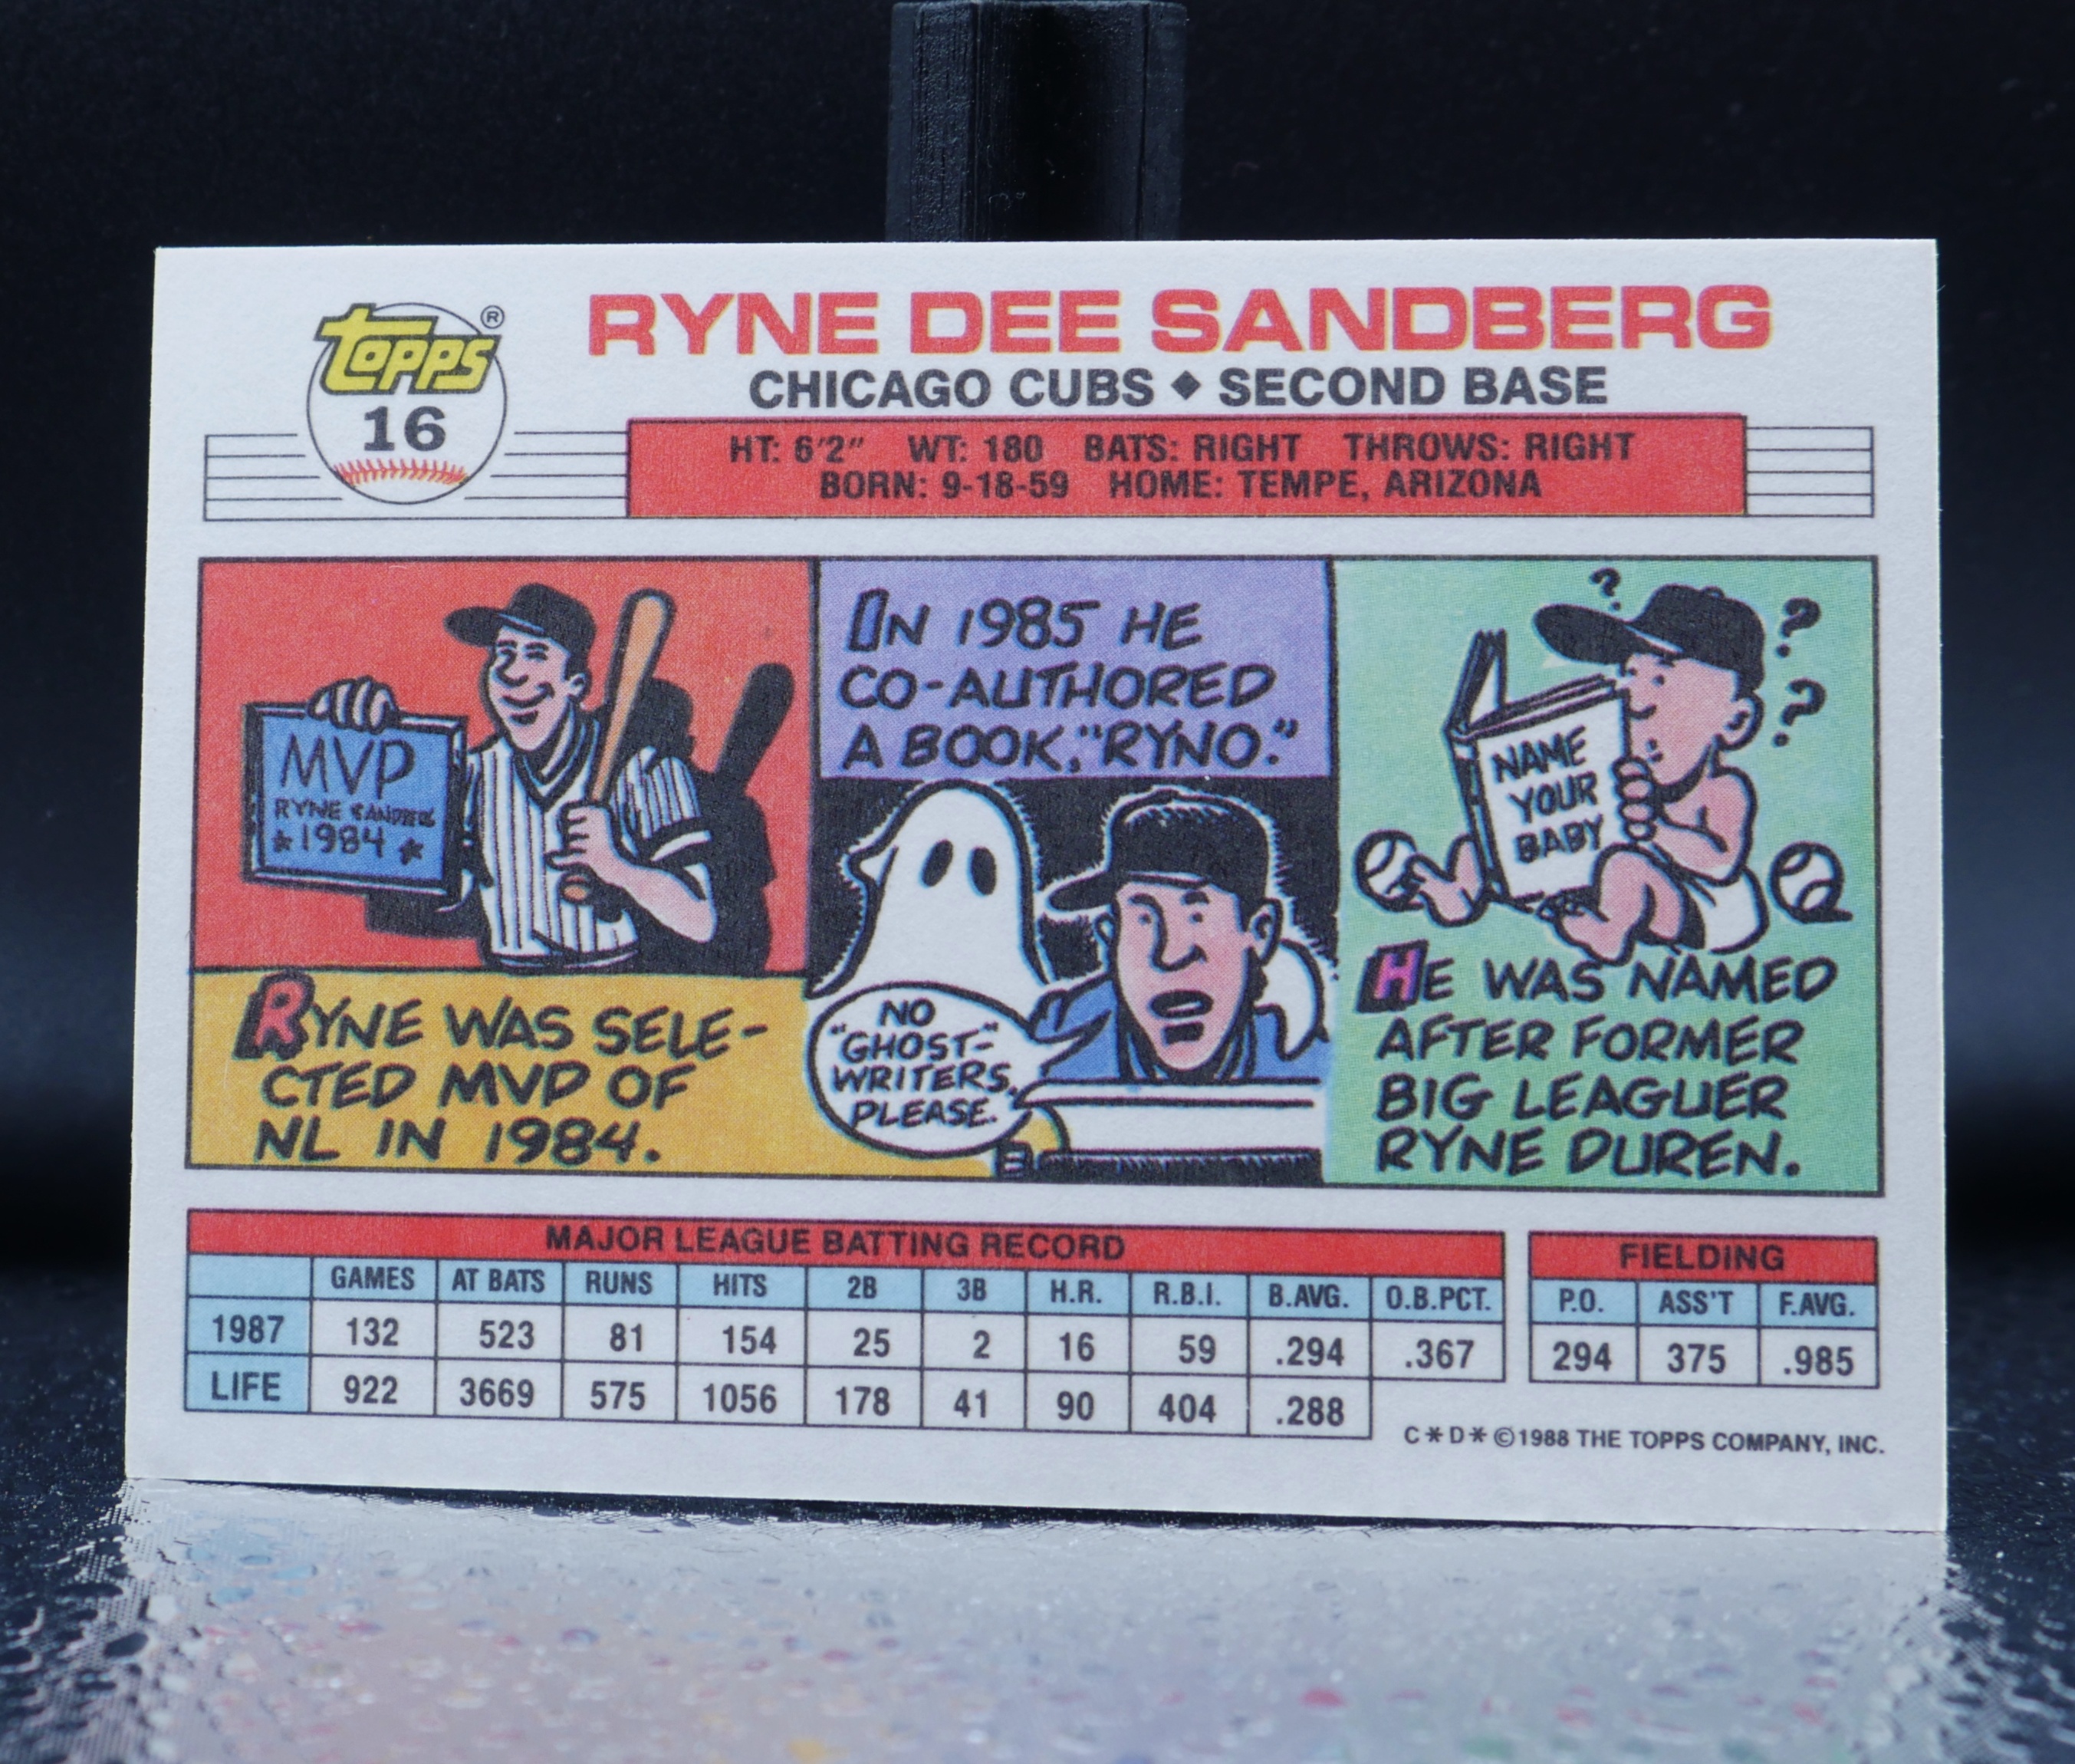 topps ®
16
RYNE DEE SANDBERG
CHICAGO CUBS ◆ SECOND BASE
HT: 6'2" WT: 180 BATS: RIGHT THROWS: RIGHT
BORN: 9-18-59 HOME: TEMPE, ARIZONA
MVP
RYNE SANDBERG
★1984★
RYNE WAS SELE-
CTED MVP OF
NL IN 1984.
IN 1985 HE
CO-AUTHORED
A BOOK, "RYNO."
NO
"GHOST"-
WRITERS,
PLEASE.
? ? ?
NAME
YOUR
BABY
HE WAS NAMED
AFTER FORMER
BIG LEAGUER
RYNE DUREN.
MAJOR LEAGUE BATTING RECORD
GAMES AT BATS RUNS HITS 2B 3B H.R. R.B.I. B.AVG. O.B.PCT.
1987 132 523 81 154 25 2 16 59 .294 .367
LIFE 922 3669 575 1056 178 41 90 404 .288
FIELDING
P.O. ASS'T F.AVG.
294 375 .985
C*D* ©1988 THE TOPPS COMPANY, INC.